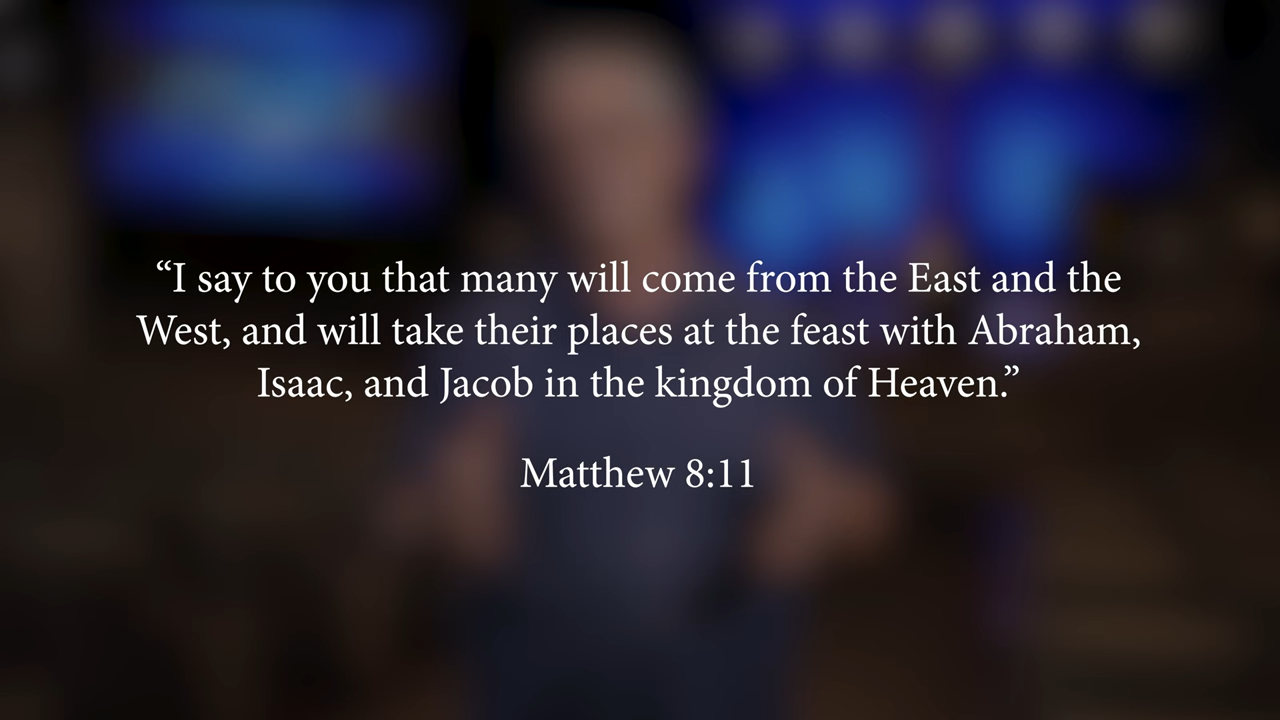 “I say to you that many will come from the East and the
West, and will take their places at the feast with Abraham,
Isaac, and Jacob in the kingdom of Heaven.”
Matthew 8:11